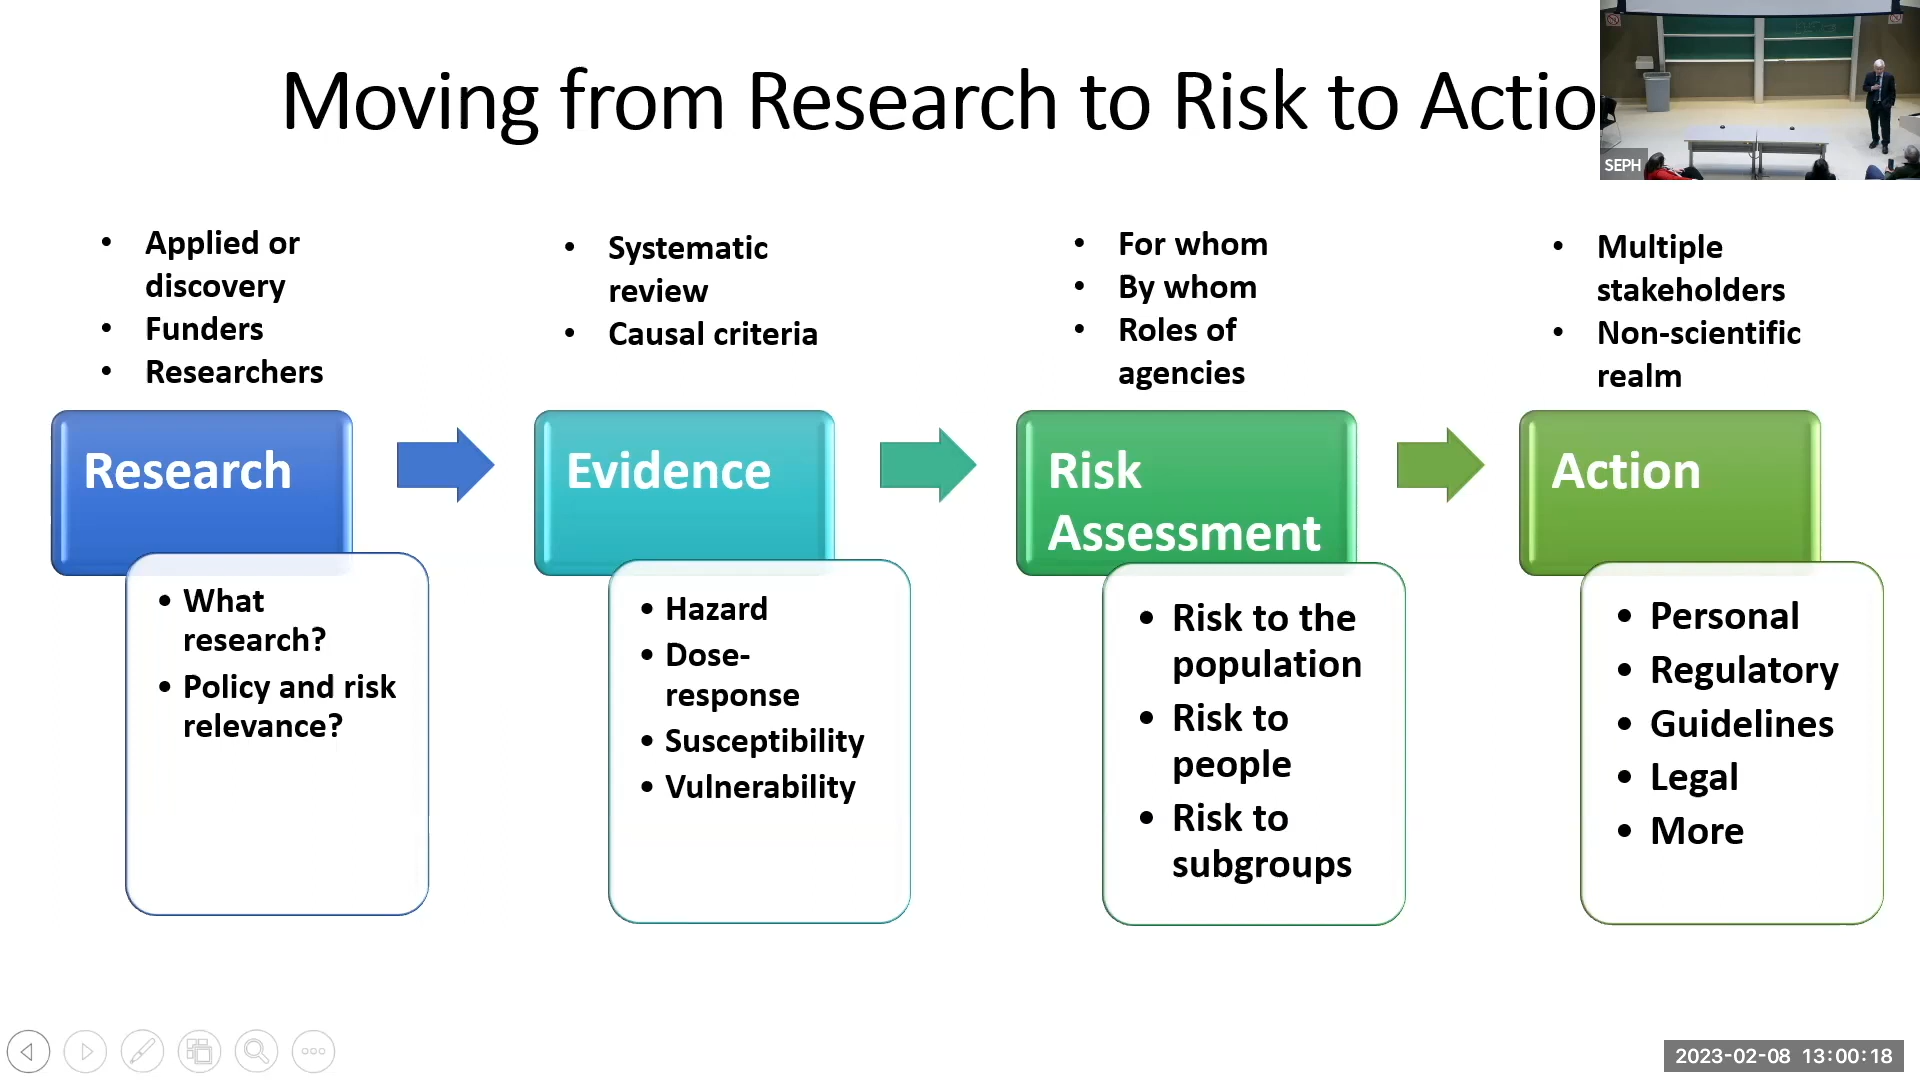 Moving from Research to Risk to Actio
SEPH
• Applied or
discovery
• Funders
• Researchers
• Systematic
review
• Causal criteria
• For whom
• By whom
• Roles of
agencies
• Multiple
stakeholders
• Non-scientific
realm
Research
Evidence
Risk
Assessment
Action
• What
research?
• Policy and risk
relevance?
• Hazard
• Dose-
response
• Susceptibility
• Vulnerability
• Risk to the
population
• Risk to
people
• Risk to
subgroups
• Personal
• Regulatory
• Guidelines
• Legal
• More
2023-02-08 13:00:18